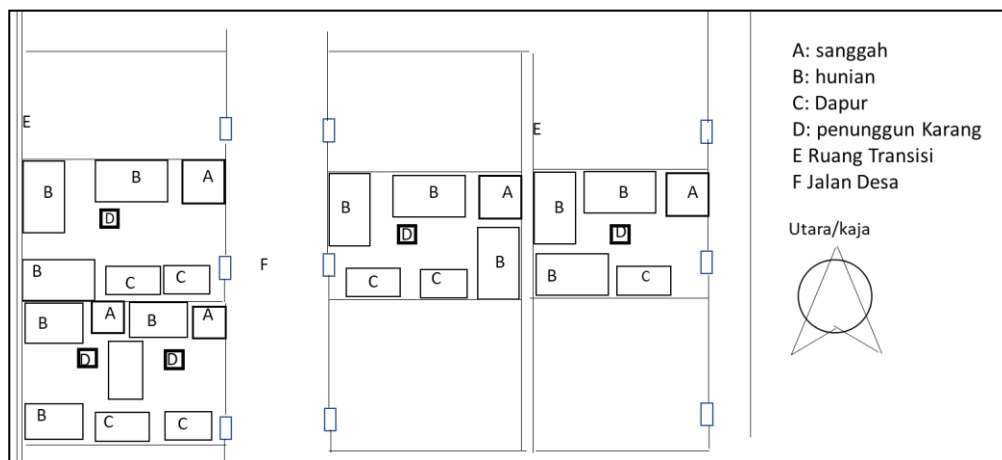 A: sanggah
B: hunian
C: Dapur
D: penunggun Karang
E Ruang Transisi
F Jalan Desa
Utara/kaja
E
E
B
B
A
B
B
A
B
B
A
D
D
D
B
F
B
C
C
C
C
B
C
B
A
B
A
D
D
B
C
C